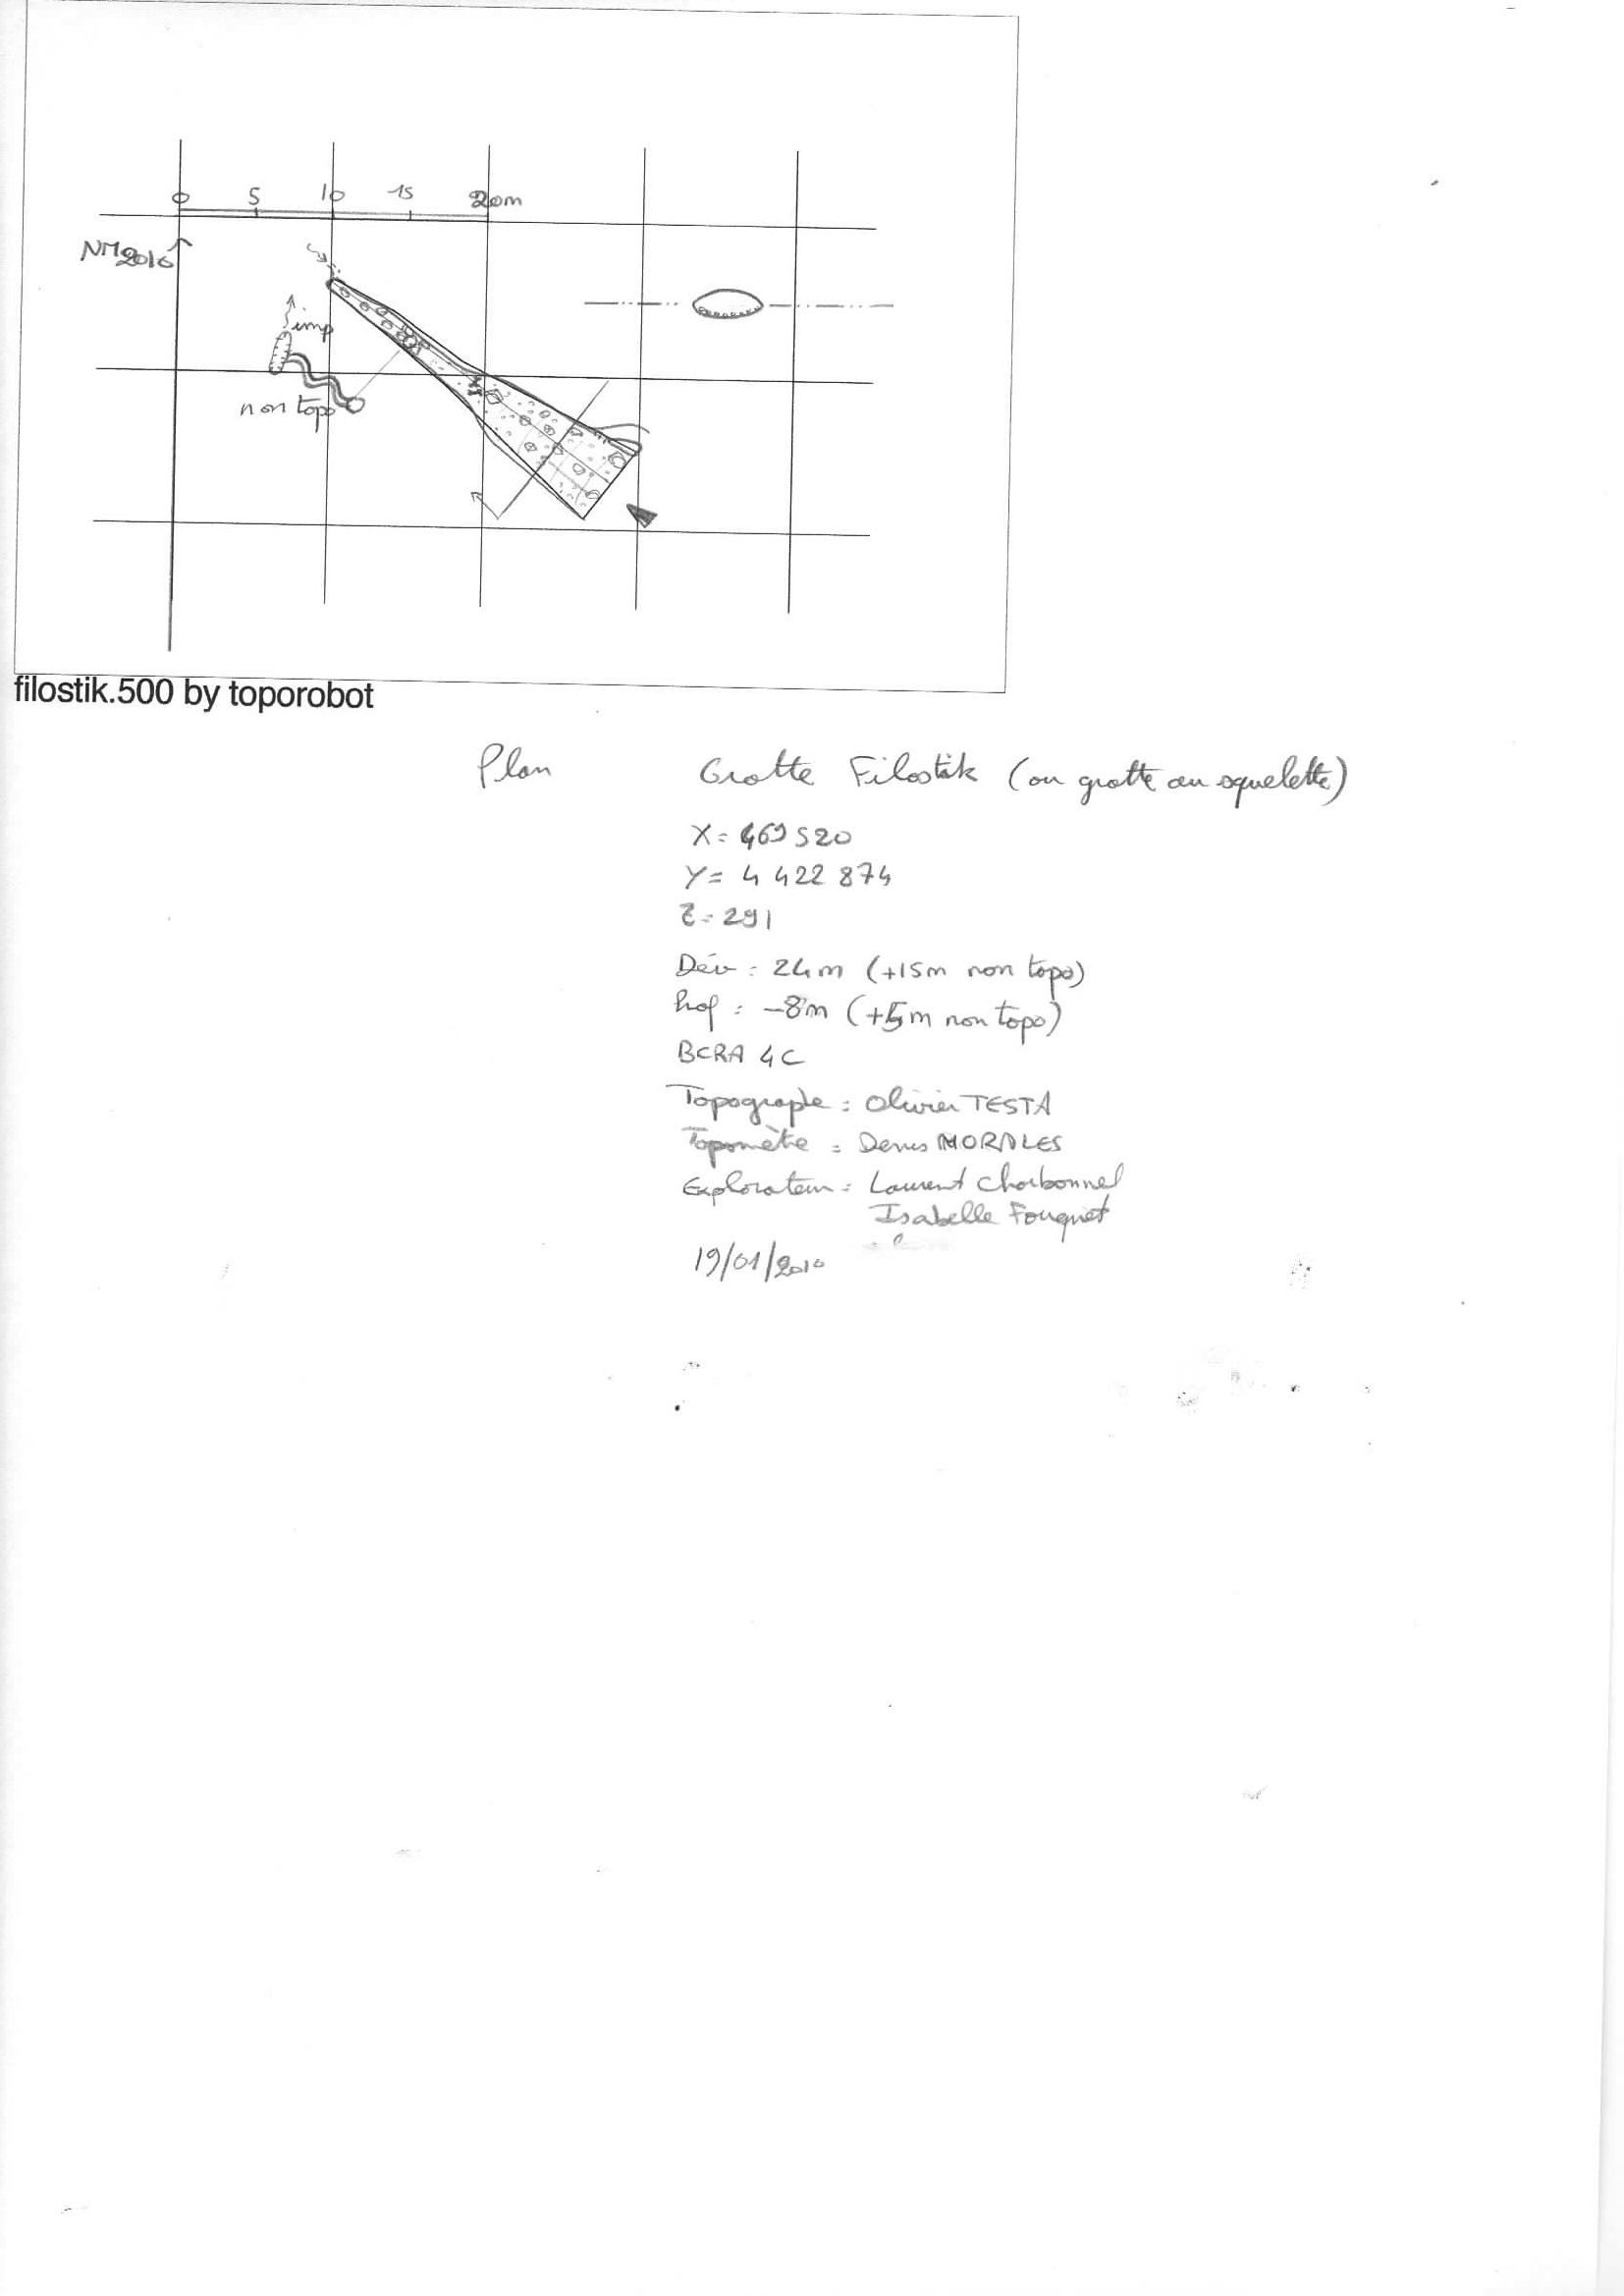 0 5 10 15 20m
NM2010
imp
non topo
filostik.500 by toporobot
Plan Grotte Filostik (ou grotte au squelette)
X = 469 520
Y = 4 422 874
Z = 291
Dév : 24m (+15m non topo)
Prof : -8m (+5m non topo)
BCRA 4C
Topographe : Olivier TESTA
Topomètre : Denis MORALES
Explorateur : Laurent Charbonnel
Isabelle Fouquet
19/01/2010